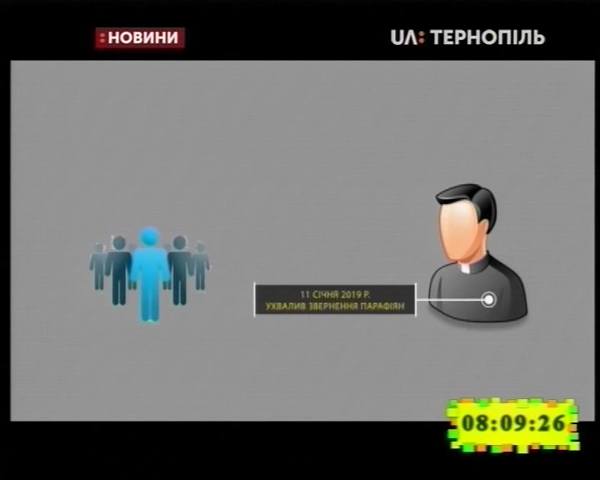 :НОВИНИ
UA: ТЕРНОПІЛЬ
11 СІЧНЯ 2019 Р.
УХВАЛИВ ЗВЕРНЕННЯ ПАРАФІЯН
08:09:26